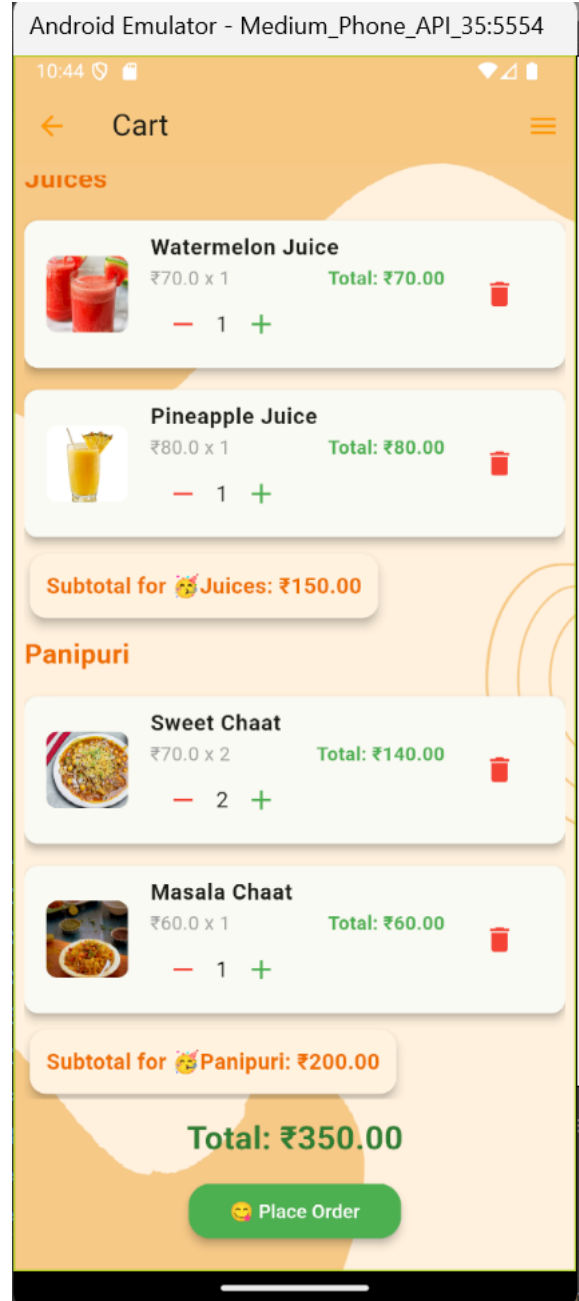 Android Emulator - Medium_Phone_API_35:5554
10:44
Cart
Juices
Watermelon Juice
₹70.0 x 1 Total: ₹70.00
1
Pineapple Juice
₹80.0 x 1 Total: ₹80.00
1
Subtotal for 🥳Juices: ₹150.00
Panipuri
Sweet Chaat
₹70.0 x 2 Total: ₹140.00
2
Masala Chaat
₹60.0 x 1 Total: ₹60.00
1
Subtotal for 🥳Panipuri: ₹200.00
Total: ₹350.00
😋 Place Order